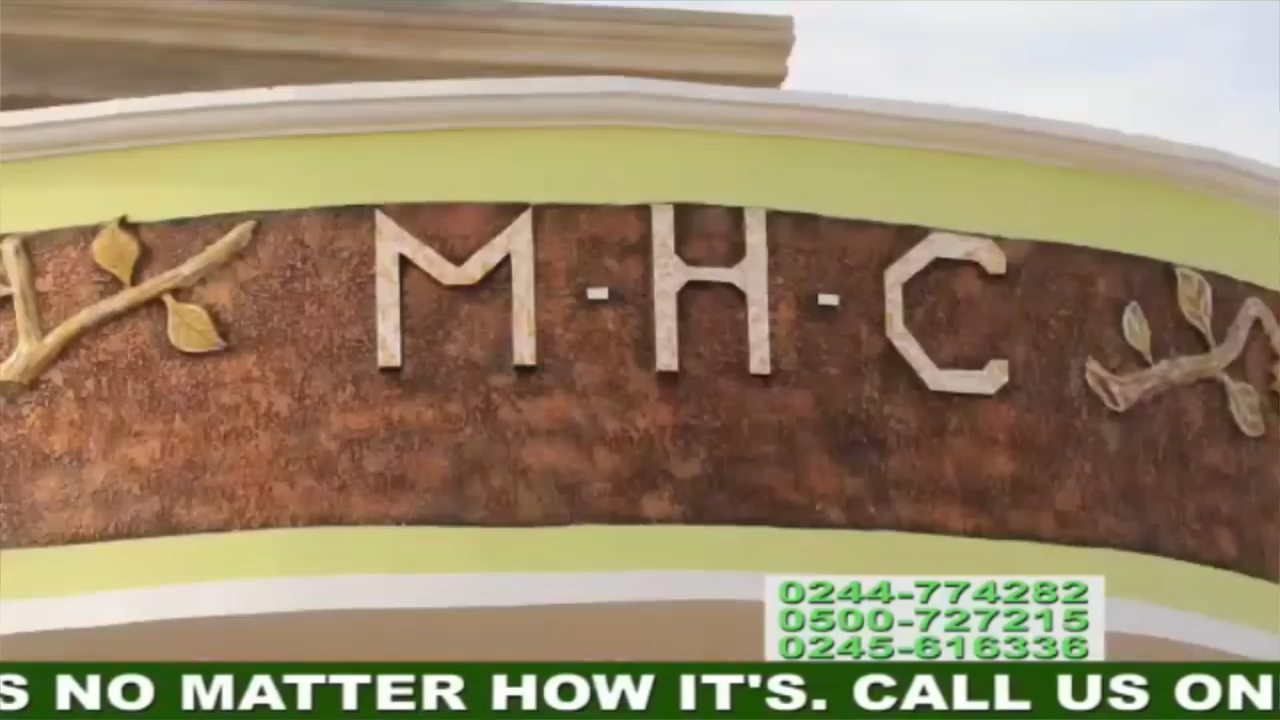 M-H-C
0244-774282
0500-727215
0245-616336
S NO MATTER HOW IT'S. CALL US ON